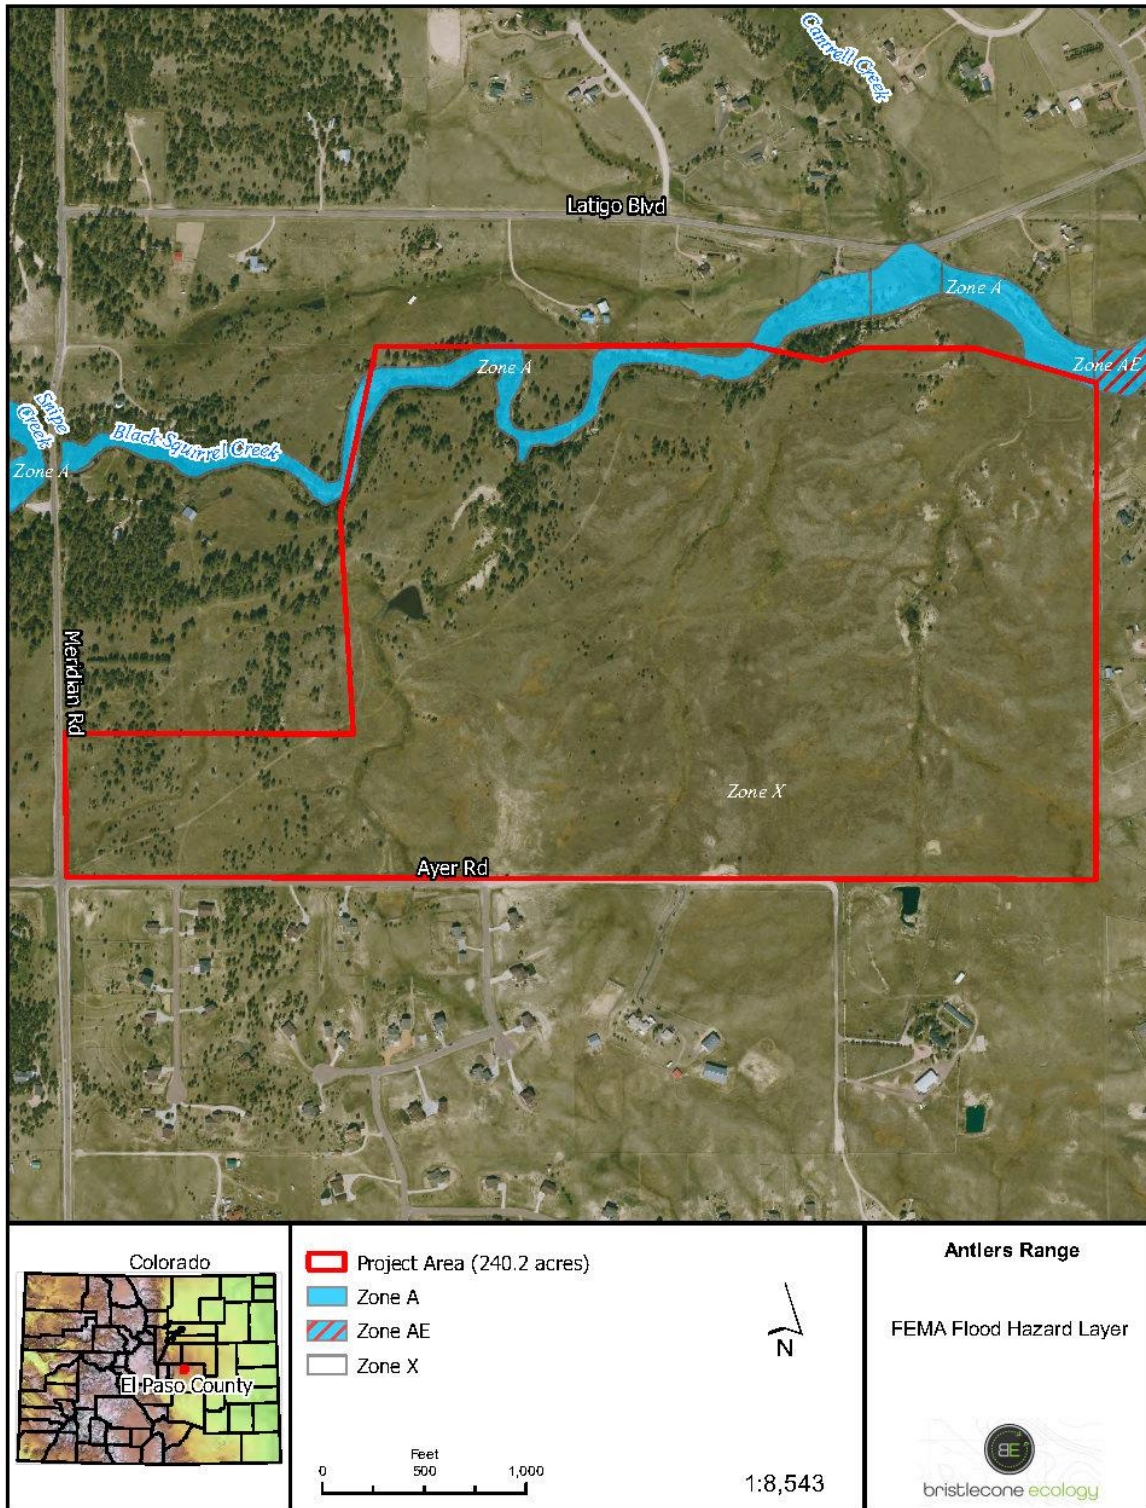 Cantrell Creek
Latigo Blvd
Zone A
Zone AE
Zone A
Snipe
Creek
Black Squirrel Creek
Zone A
Meridian Rd
Zone X
Ayer Rd
Colorado
El Paso County
Project Area (240.2 acres)
Zone A
Zone AE
Zone X
N
Feet
0 500 1,000
1:8,543
Antlers Range
FEMA Flood Hazard Layer
BE
bristlecone ecology